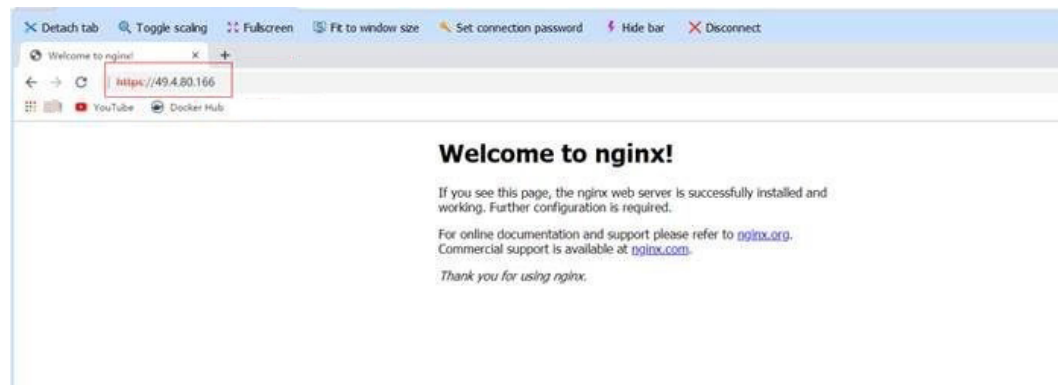 Detach tab Toggle scaling Fullscreen Fit to window size Set connection password Hide bar Disconnect
Welcome to nginx! × +
https://49.4.80.166
YouTube Docker Hub
Welcome to nginx!
If you see this page, the nginx web server is successfully installed and
working. Further configuration is required.
For online documentation and support please refer to nginx.org.
Commercial support is available at nginx.com.
Thank you for using nginx.